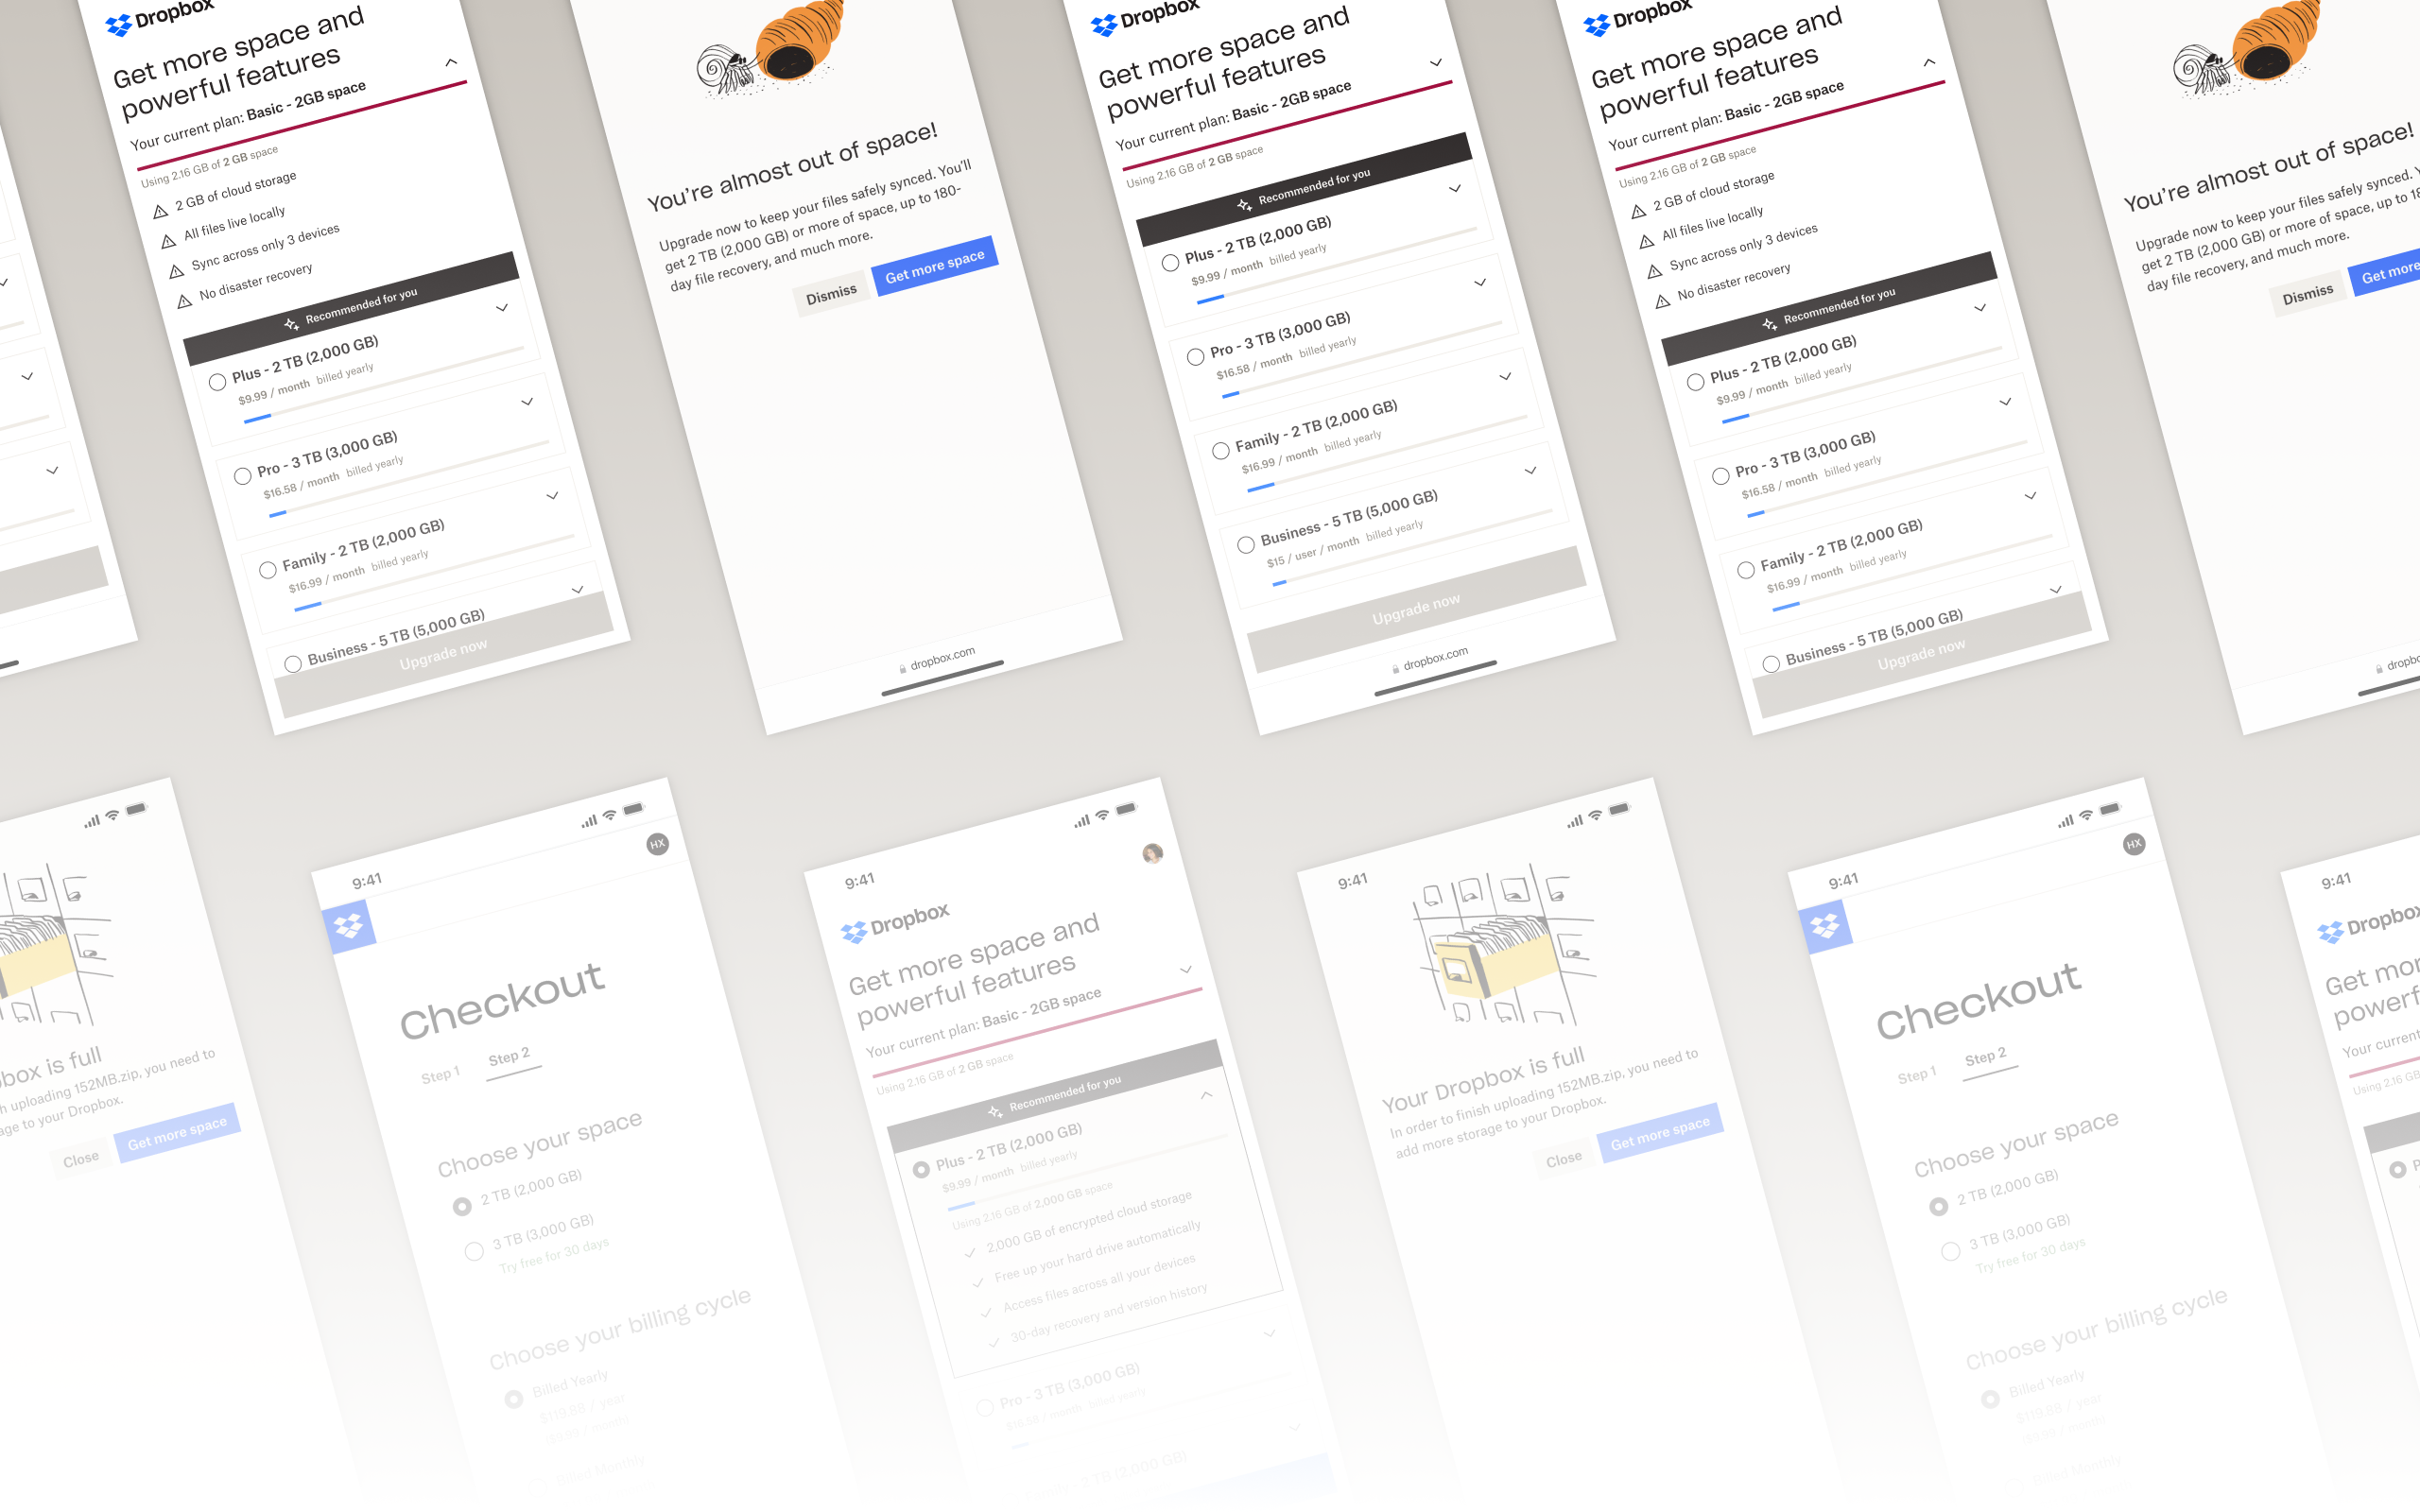 Dropbox
Get more space and
powerful features
Your current plan: Basic - 2GB space
Using 2.16 GB of 2 GB space
2 GB of cloud storage
All files live locally
Sync across only 3 devices
No disaster recovery
Recommended for you
Plus - 2 TB (2,000 GB)
$9.99 / month billed yearly
Pro - 3 TB (3,000 GB)
$16.58 / month billed yearly
Family - 2 TB (2,000 GB)
$16.99 / month billed yearly
Business - 5 TB (5,000 GB)
Upgrade now
You're almost out of space!
Upgrade now to keep your files safely synced. You'll
get 2 TB (2,000 GB) or more of space, up to 180-
day file recovery, and much more.
Dismiss
Get more space
dropbox.com
Dropbox
Get more space and
powerful features
Your current plan: Basic - 2GB space
Using 2.16 GB of 2 GB space
Recommended for you
Plus - 2 TB (2,000 GB)
$9.99 / month billed yearly
Pro - 3 TB (3,000 GB)
$16.58 / month billed yearly
Family - 2 TB (2,000 GB)
$16.99 / month billed yearly
Business - 5 TB (5,000 GB)
$15 / user / month billed yearly
Upgrade now
dropbox.com
Dropbox
Get more space and
powerful features
Your current plan: Basic - 2GB space
Using 2.16 GB of 2 GB space
2 GB of cloud storage
All files live locally
Sync across only 3 devices
No disaster recovery
Recommended for you
Plus - 2 TB (2,000 GB)
$9.99 / month billed yearly
Pro - 3 TB (3,000 GB)
$16.58 / month billed yearly
Family - 2 TB (2,000 GB)
$16.99 / month billed yearly
Business - 5 TB (5,000 GB)
Upgrade now
You're almost out of space!
Upgrade now to keep your files safely synced.
get 2 TB (2,000 GB) or more of space, up to
day file recovery, and much more.
Dismiss
Get more
box is full
uploading 152MB.zip, you need to
to your Dropbox.
Close
Get more space
9:41
HX
Checkout
Step 1
Step 2
Choose your space
2 TB (2,000 GB)
3 TB (3,000 GB)
Try free for 30 days
Choose your billing cycle
Billed Yearly
$119.88 / year
Billed Monthly
9:41
Dropbox
Get more space and
powerful features
Your current plan: Basic - 2GB space
Using 2.16 GB of 2 GB space
Recommended for you
Plus - 2 TB (2,000 GB)
$9.99 / month billed yearly
Using 2.16 GB of 2,000 GB space
2,000 GB of encrypted cloud storage
Free up your hard drive automatically
Access files across all your devices
30-day recovery and version history
Pro - 3 TB (3,000 GB)
$16.58 / month billed yearly
2 TB (2,000 GB)
9:41
Your Dropbox is full
In order to finish uploading 152MB.zip, you need to
add more storage to your Dropbox.
Close
Get more space
9:41
HX
Checkout
Step 1
Step 2
Choose your space
2 TB (2,000 GB)
3 TB (3,000 GB)
Try free for 30 days
Choose your billing cycle
Billed Yearly
$119.88 / year
Billed Monthly
9:41
Dropbox
Get
Your current
Using 2.16 GB